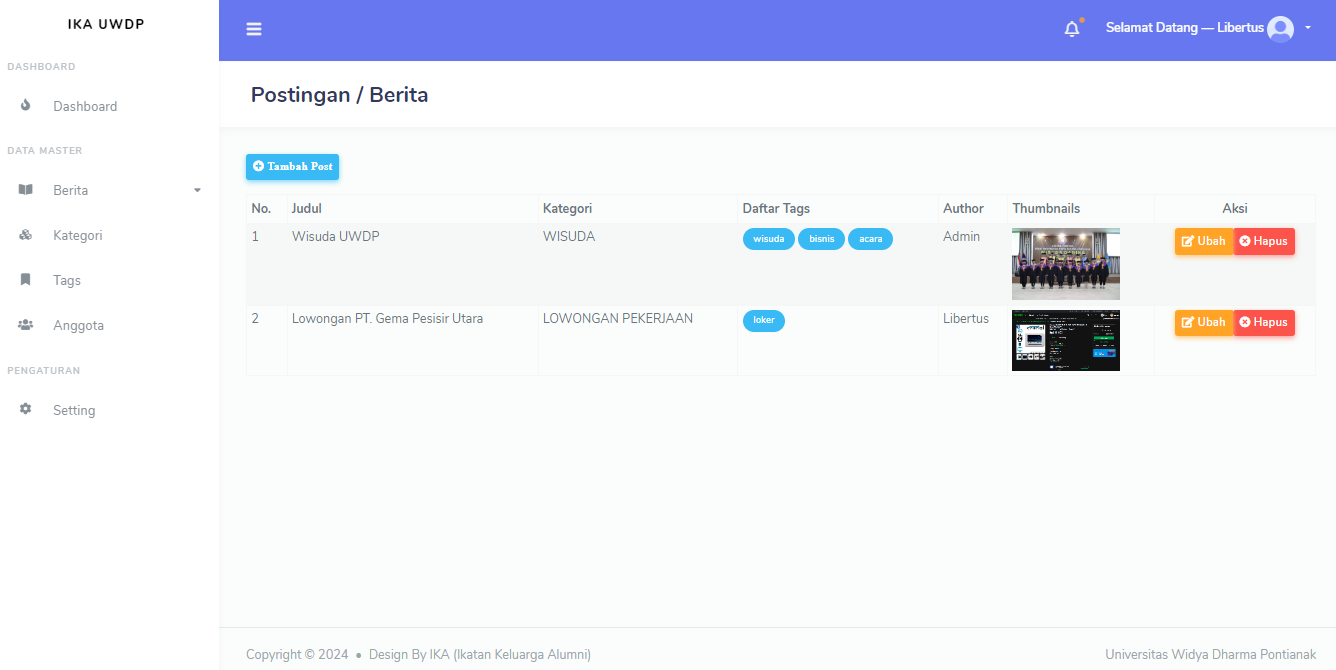 IKA UWDP
Selamat Datang — Libertus
DASHBOARD
Dashboard
DATA MASTER
Berita
Kategori
Tags
Anggota
PENGATURAN
Setting
Postingan / Berita
Tambah Post
No. Judul Kategori Daftar Tags Author Thumbnails Aksi
1 Wisuda UWDP WISUDA wisuda bisnis acara Admin Ubah Hapus
2 Lowongan PT. Gema Pesisir Utara LOWONGAN PEKERJAAN loker Libertus Ubah Hapus
Copyright © 2024 • Design By IKA (Ikatan Keluarga Alumni)
Universitas Widya Dharma Pontianak